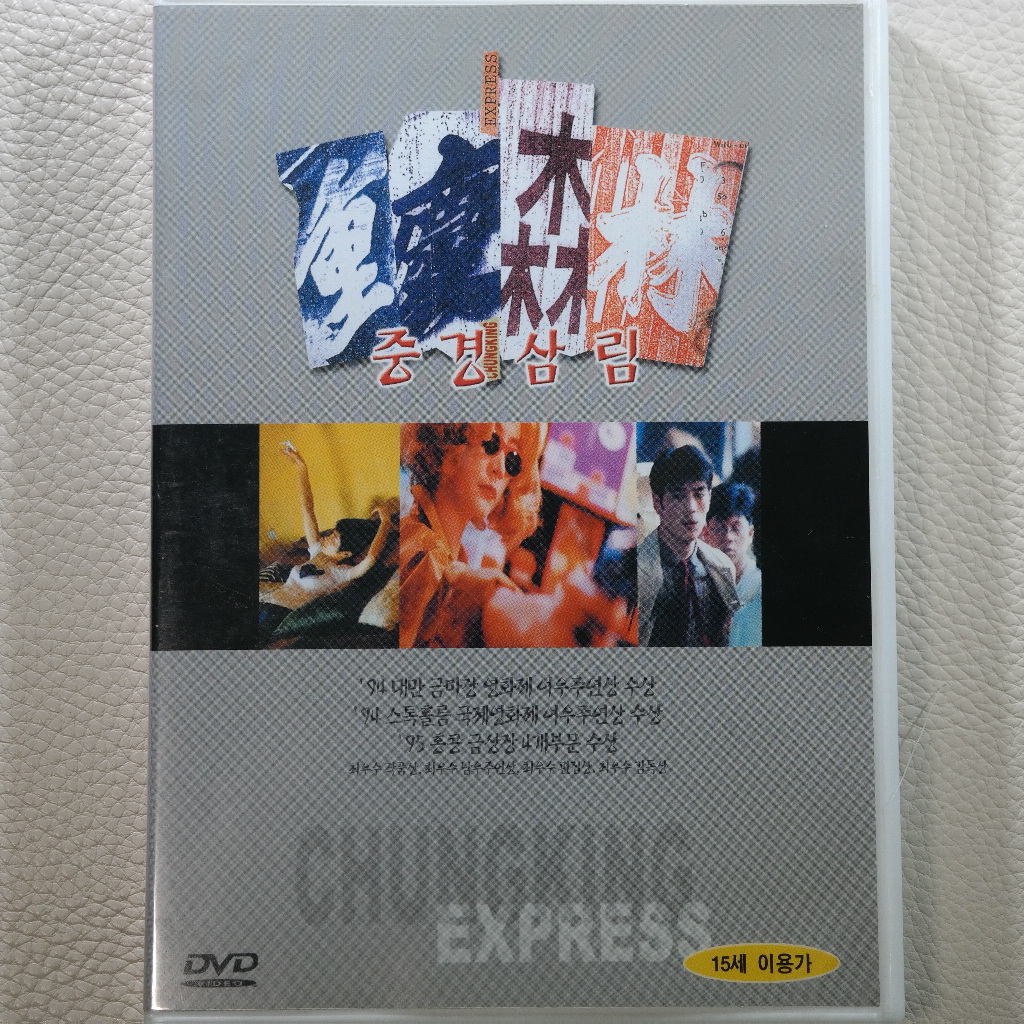 EXPRESS
重慶森林
CHUNGKING
중경삼림
'94 대만 금마장 영화제 여우주연상 수상
'94 스톡홀름 국제영화제 여우주연상 수상
'95 홍콩 금상장 4개부문 수상
최우수 작품상, 최우수 남우주연상, 최우수 편집상, 최우수 감독상
CHUNGKING
EXPRESS
DVD
VIDEO
15세 이용가